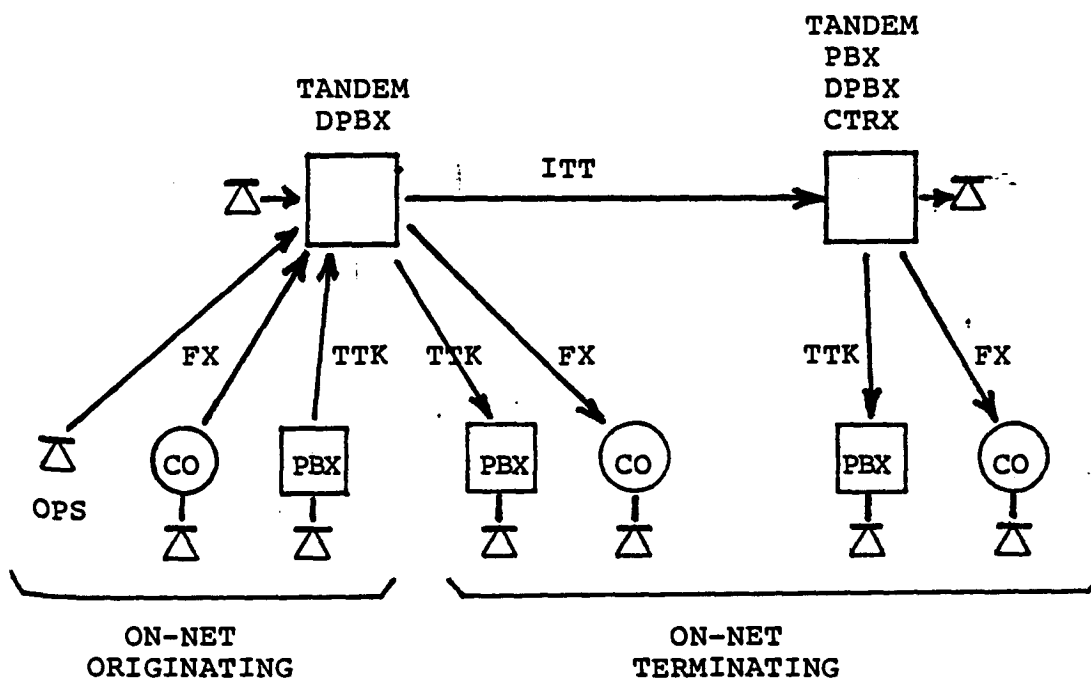 TANDEM
PBX
DPBX
CTRX
TANDEM
DPBX
ITT
FX
TTK
TTK
FX
TTK
FX
CO
PBX
PBX
CO
PBX
CO
OPS
ON-NET
ORIGINATING
ON-NET
TERMINATING